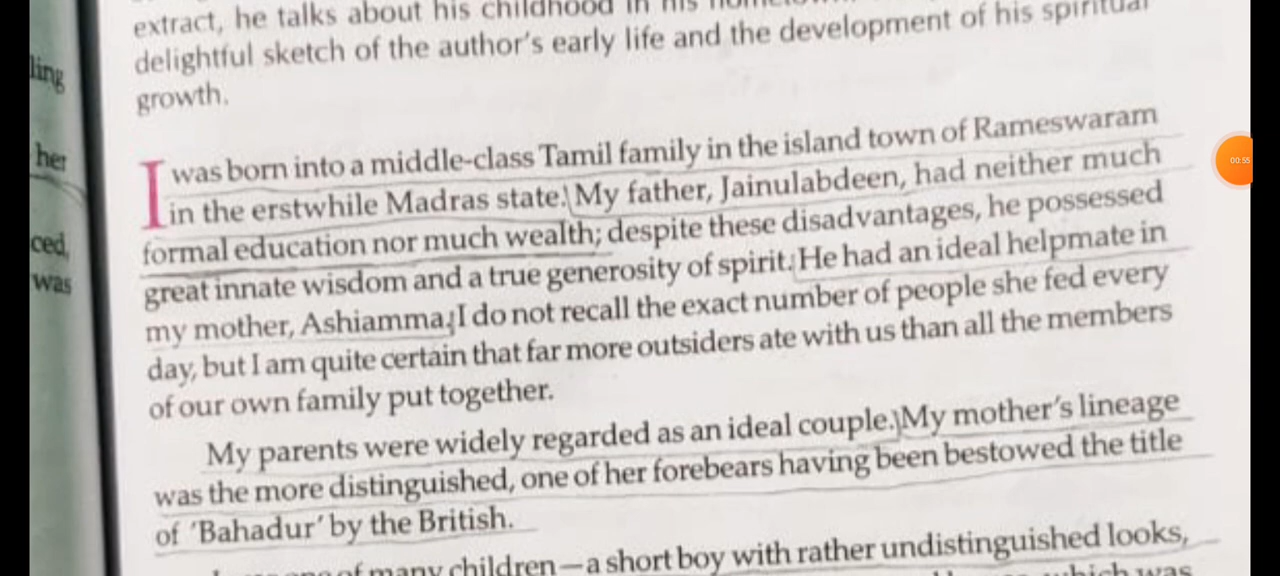 extract, he talks about his childhood in his
delightful sketch of the author's early life and the development of his spiritual
growth.
I was born into a middle-class Tamil family in the island town of Rameswaram
in the erstwhile Madras state. My father, Jainulabdeen, had neither much
formal education nor much wealth; despite these disadvantages, he possessed
great innate wisdom and a true generosity of spirit. He had an ideal helpmate in
my mother, Ashiamma. I do not recall the exact number of people she fed every
day, but I am quite certain that far more outsiders ate with us than all the members
of our own family put together.
My parents were widely regarded as an ideal couple. My mother's lineage
was the more distinguished, one of her forebears having been bestowed the title
of 'Bahadur' by the British.
of many children—a short boy with rather undistinguished looks,
which was
ling
her
ced,
was
00:55